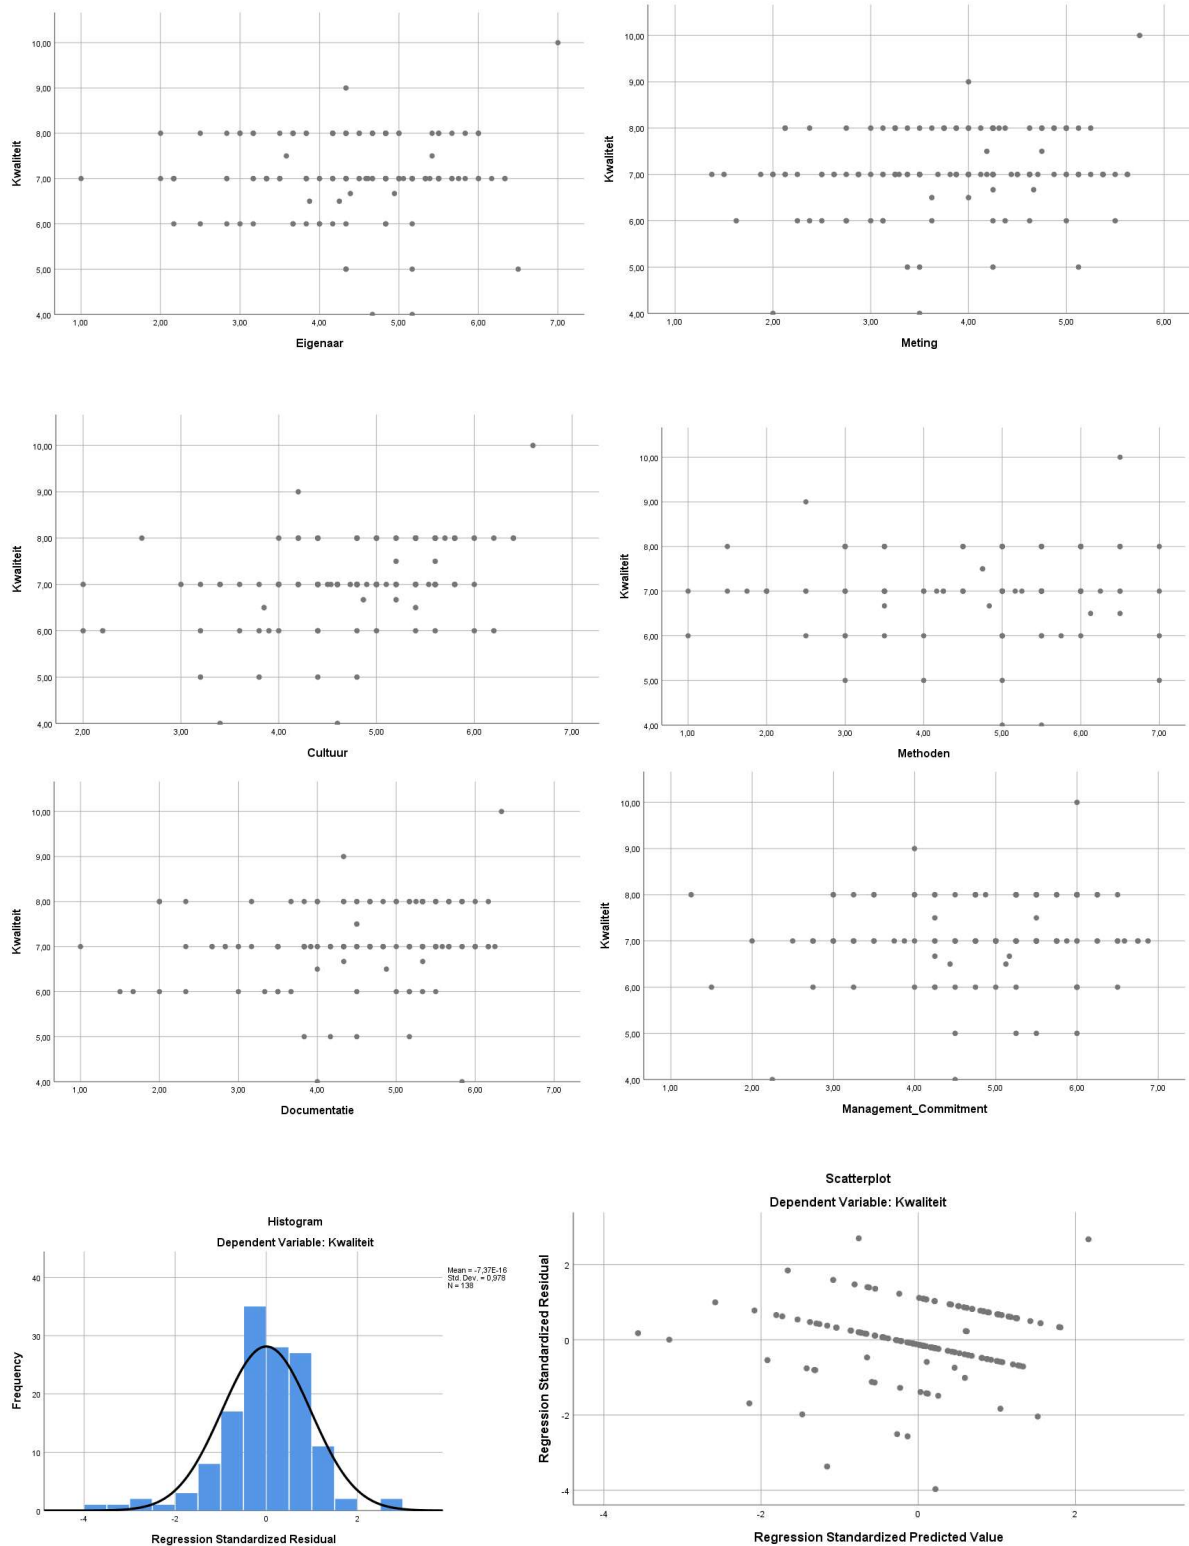 10,00
9,00
8,00
7,00
6,00
5,00
4,00
Kwaliteit
1,00 2,00 3,00 4,00 5,00 6,00 7,00
Eigenaar
10,00
9,00
8,00
7,00
6,00
5,00
4,00
Kwaliteit
1,00 2,00 3,00 4,00 5,00 6,00
Meting
10,00
9,00
8,00
7,00
6,00
5,00
4,00
Kwaliteit
2,00 3,00 4,00 5,00 6,00 7,00
Cultuur
10,00
9,00
8,00
7,00
6,00
5,00
4,00
Kwaliteit
1,00 2,00 3,00 4,00 5,00 6,00 7,00
Methoden
10,00
9,00
8,00
7,00
6,00
5,00
4,00
Kwaliteit
1,00 2,00 3,00 4,00 5,00 6,00 7,00
Documentatie
10,00
9,00
8,00
7,00
6,00
5,00
4,00
Kwaliteit
1,00 2,00 3,00 4,00 5,00 6,00 7,00
Management_Commitment
Histogram
Dependent Variable: Kwaliteit
Mean = -7,37E-16
Std. Dev. = 0,978
N = 138
40
30
20
10
0
Frequency
-4 -2 0 2
Regression Standardized Residual
Scatterplot
Dependent Variable: Kwaliteit
2
0
-2
-4
Regression Standardized Residual
-4 -2 0 2
Regression Standardized Predicted Value